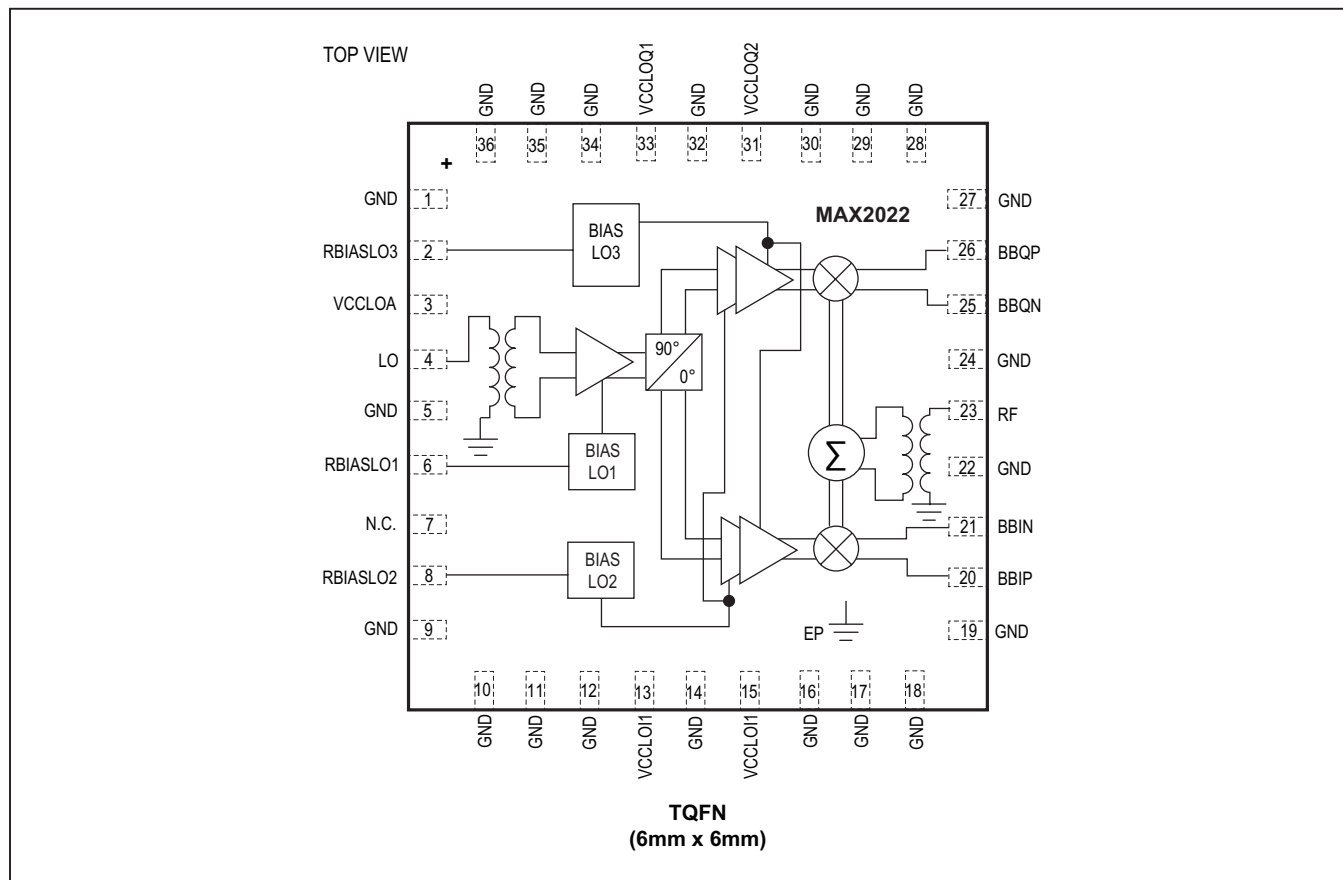 TOP VIEW
GND
GND
GND
VCCLOQ1
GND
VCCLOQ2
GND
GND
GND
36
35
34
33
32
31
30
29
28
+
GND 1
RBIASLO3 2
VCCLOA 3
LO 4
GND 5
RBIASLO1 6
N.C. 7
RBIASLO2 8
GND 9
BIAS
LO3
MAX2022
90°
0°
BIAS
LO1
Σ
BIAS
LO2
EP
27 GND
26 BBQP
25 BBQN
24 GND
23 RF
22 GND
21 BBIN
20 BBIP
19 GND
10
11
12
13
14
15
16
17
18
GND
GND
GND
VCCLOI1
GND
VCCLOI1
GND
GND
GND
TQFN
(6mm x 6mm)